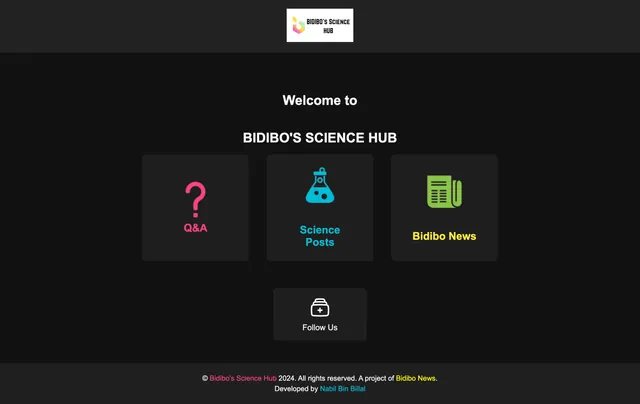 BIDIBO'S SCIENCE
HUB
Welcome to
BIDIBO'S SCIENCE HUB
Q&A
Science
Posts
Bidibo News
Follow Us
© Bidibo's Science Hub 2024. All rights reserved. A project of Bidibo News.
Developed by Nabil Bin Billal